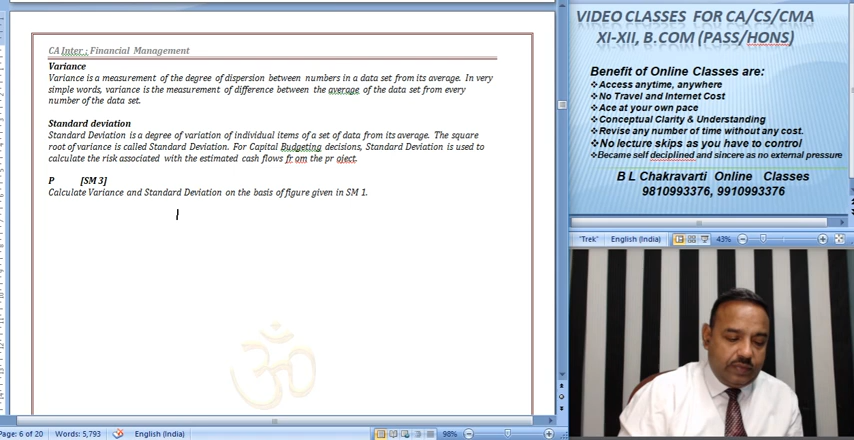 CA Inter : Financial Management
Variance
Variance is a measurement of the degree of dispersion between numbers in a data set from its average. In very
simple words, variance is the measurement of difference between the average of the data set from every
number of the data set.
Standard deviation
Standard Deviation is a degree of variation of individual items of a set of data from its average. The square
root of variance is called Standard Deviation. For Capital Budgeting decisions, Standard Deviation is used to
calculate the risk associated with the estimated cash flows fr om the pr oject.
P [SM 3]
Calculate Variance and Standard Deviation on the basis of figure given in SM 1.
Page: 6 of 20 Words: 5,793 English (India) 98%
VIDEO CLASSES FOR CA/CS/CMA
XI-XII, B.COM (PASS/HONS)
Benefit of Online Classes are:
❖Access anytime, anywhere
❖No Travel and Internet Cost
❖Ace at your own pace
❖Conceptual Clarity & Understanding
❖Revise any number of time without any cost.
❖No lecture skips as you have to control
❖Became self deciplined and sincere as no external pressure
B L Chakravarti Online Classes
9810993376, 9910993376
"Trek" English (India) 43%
ॐ